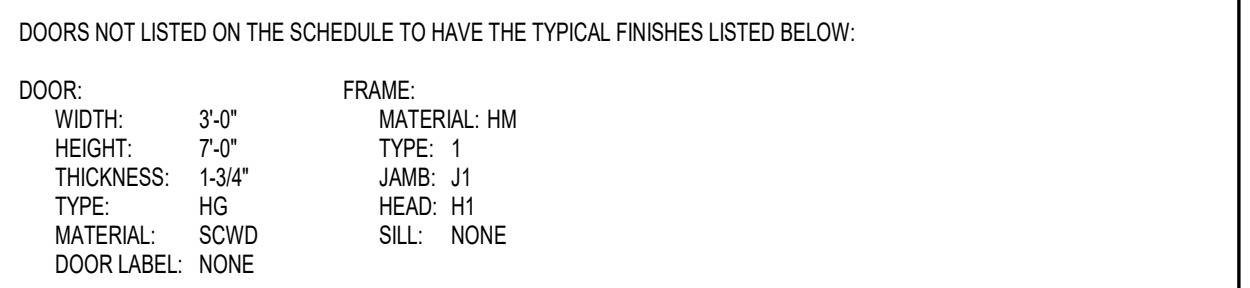 DOORS NOT LISTED ON THE SCHEDULE TO HAVE THE TYPICAL FINISHES LISTED BELOW:
DOOR: FRAME:
WIDTH: 3'-0" MATERIAL: HM
HEIGHT: 7'-0" TYPE: 1
THICKNESS: 1-3/4" JAMB: J1
TYPE: HG HEAD: H1
MATERIAL: SCWD SILL: NONE
DOOR LABEL: NONE